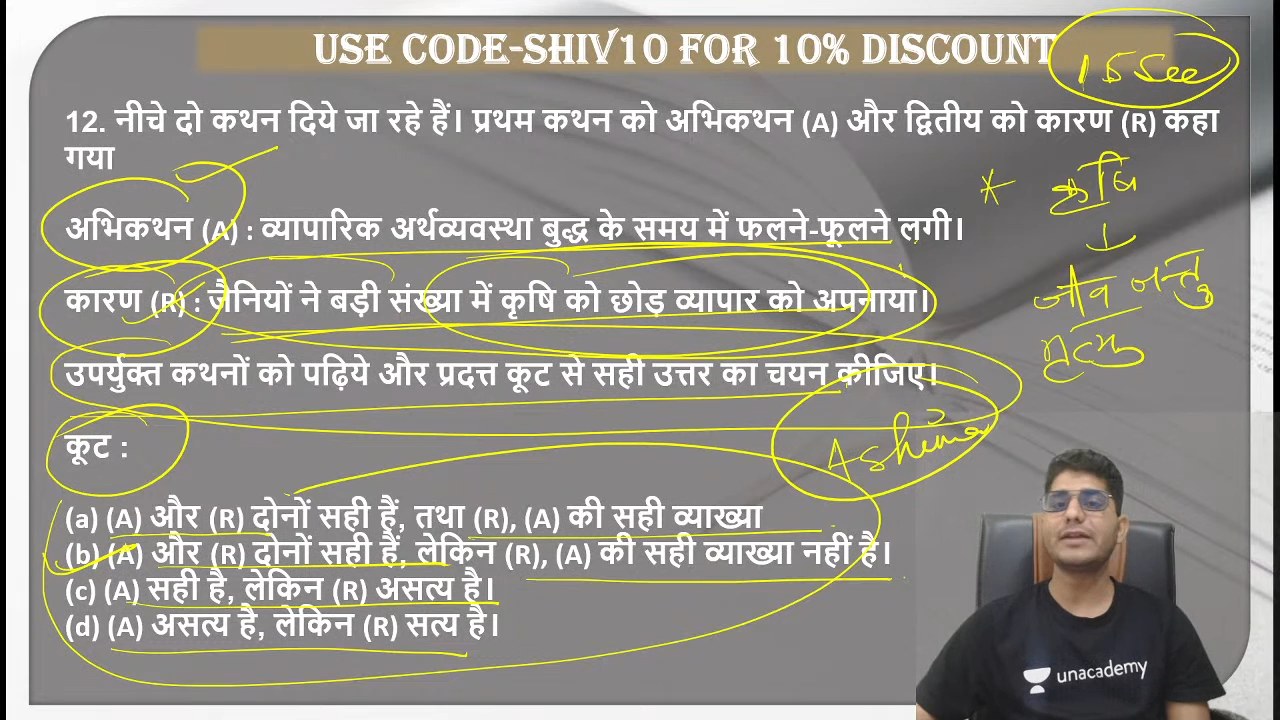 USE CODE-SHIV10 FOR 10% DISCOUNT
15 Sec
12. नीचे दो कथन दिये जा रहे हैं। प्रथम कथन को अभिकथन (A) और द्वितीय को कारण (R) कहा
गया
अभिकथन (A) : व्यापारिक अर्थव्यवस्था बुद्ध के समय में फलने-फूलने लगी।
कारण (R) : जैनियों ने बड़ी संख्या में कृषि को छोड़ व्यापार को अपनाया।
* कृषि
जीव जन्तु
उपर्युक्त कथनों को पढ़िये और प्रदत्त कूट से सही उत्तर का चयन कीजिए।
कूट :
(a) (A) और (R) दोनों सही हैं, तथा (R), (A) की सही व्याख्या
(b) (A) और (R) दोनों सही हैं, लेकिन (R), (A) की सही व्याख्या नहीं है।
(c) (A) सही है, लेकिन (R) असत्य है।
(d) (A) असत्य है, लेकिन (R) सत्य है।
unacademy